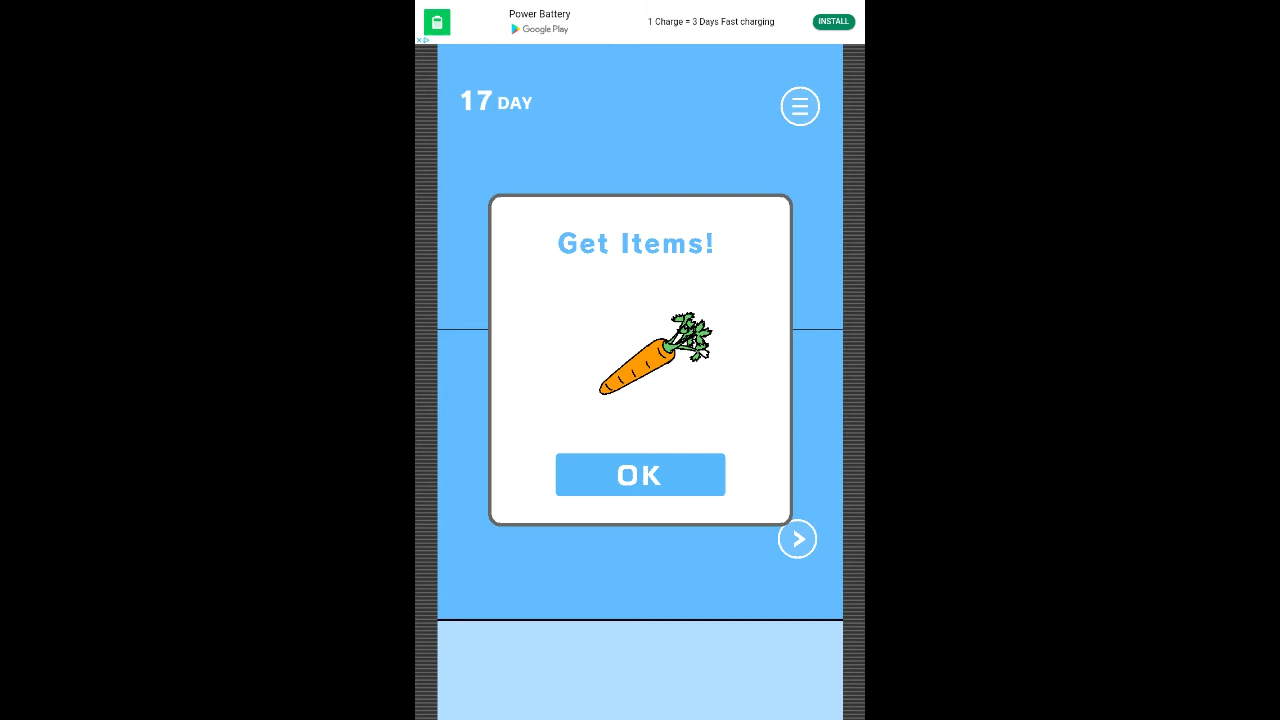 Power Battery
Google Play
1 Charge = 3 Days Fast charging
INSTALL
17 DAY
Get Items!
OK